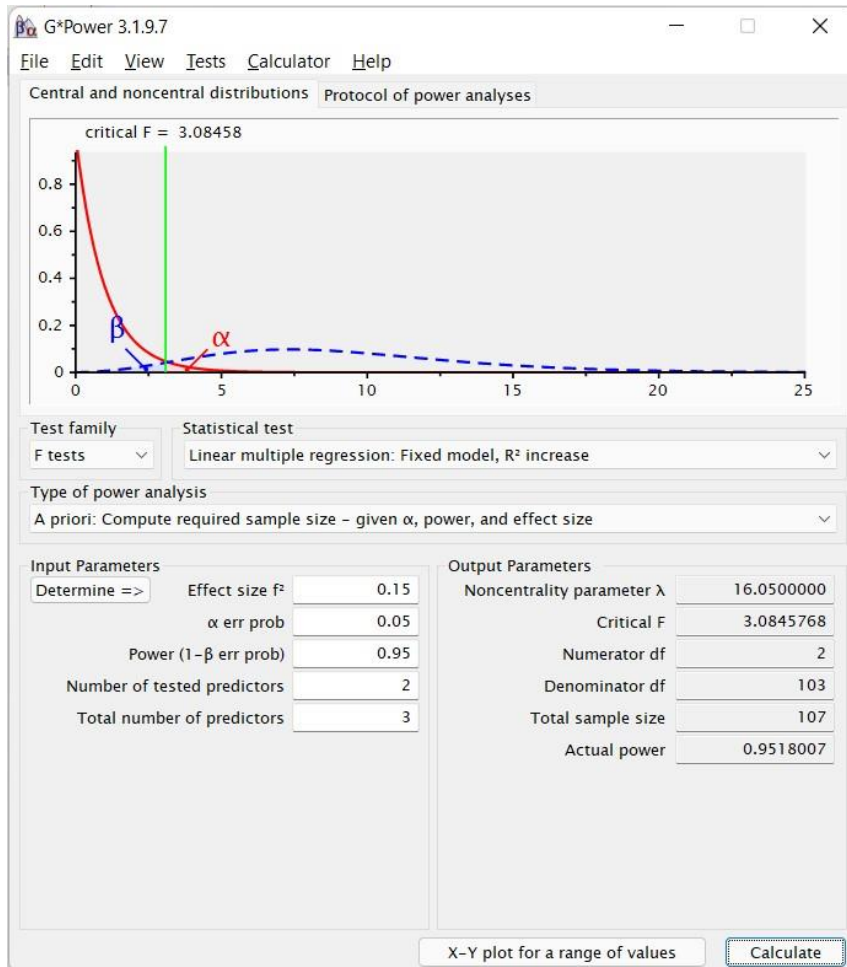 βα G*Power 3.1.9.7
File Edit View Tests Calculator Help
Central and noncentral distributions Protocol of power analyses
critical F = 3.08458
0.8
0.6
0.4
0.2
β α
0
0 5 10 15 20 25
Test family Statistical test
F tests Linear multiple regression: Fixed model, R² increase
Type of power analysis
A priori: Compute required sample size – given α, power, and effect size
Input Parameters Output Parameters
Determine => Effect size f² 0.15 Noncentrality parameter λ 16.0500000
α err prob 0.05 Critical F 3.0845768
Power (1-β err prob) 0.95 Numerator df 2
Number of tested predictors 2 Denominator df 103
Total number of predictors 3 Total sample size 107
Actual power 0.9518007
X-Y plot for a range of values Calculate